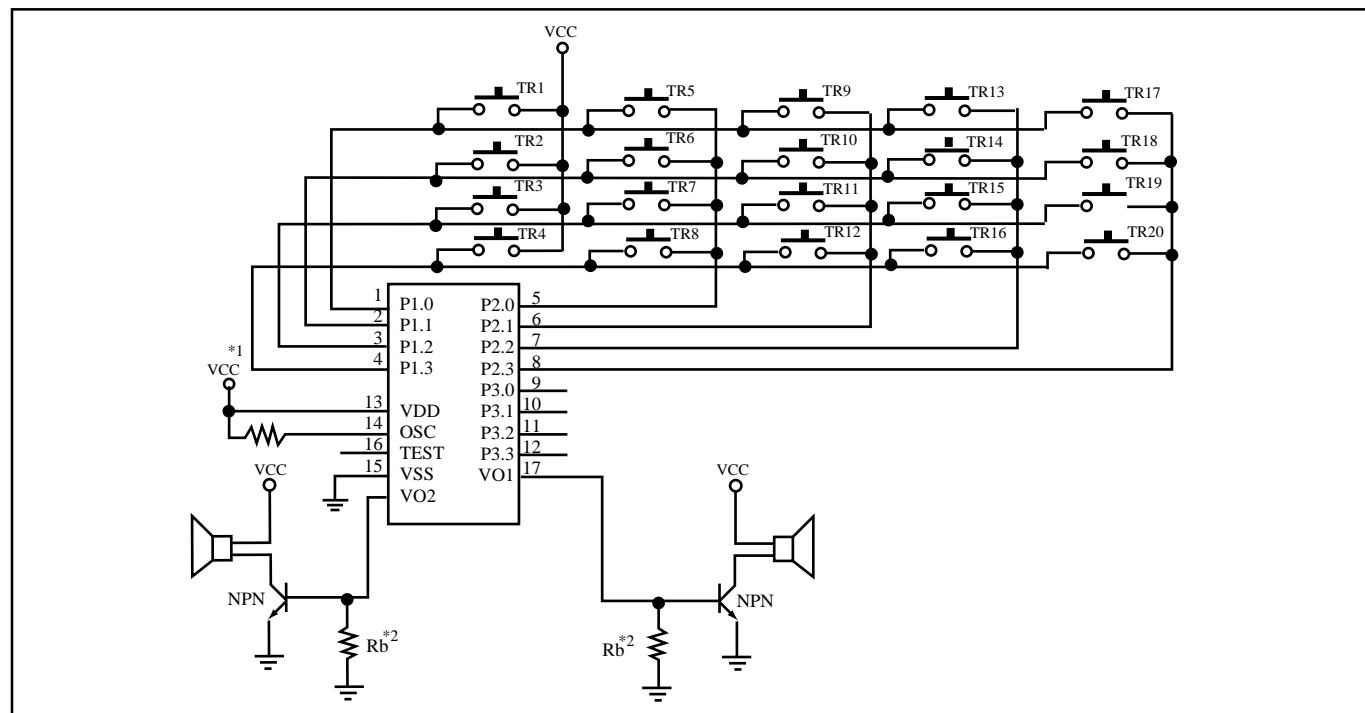 VCC
TR1 TR5 TR9 TR13 TR17
TR2 TR6 TR10 TR14 TR18
TR3 TR7 TR11 TR15 TR19
TR4 TR8 TR12 TR16 TR20
1 P1.0 P2.0 5
2 P1.1 P2.1 6
3 P1.2 P2.2 7
*1
4 P1.3 P2.3 8
VCC
P3.0 9
13 VDD P3.1 10
14 OSC P3.2 11
16 TEST P3.3 12
15 VSS VO1 17
VO2
VCC VCC
NPN NPN
Rb*2 Rb*2